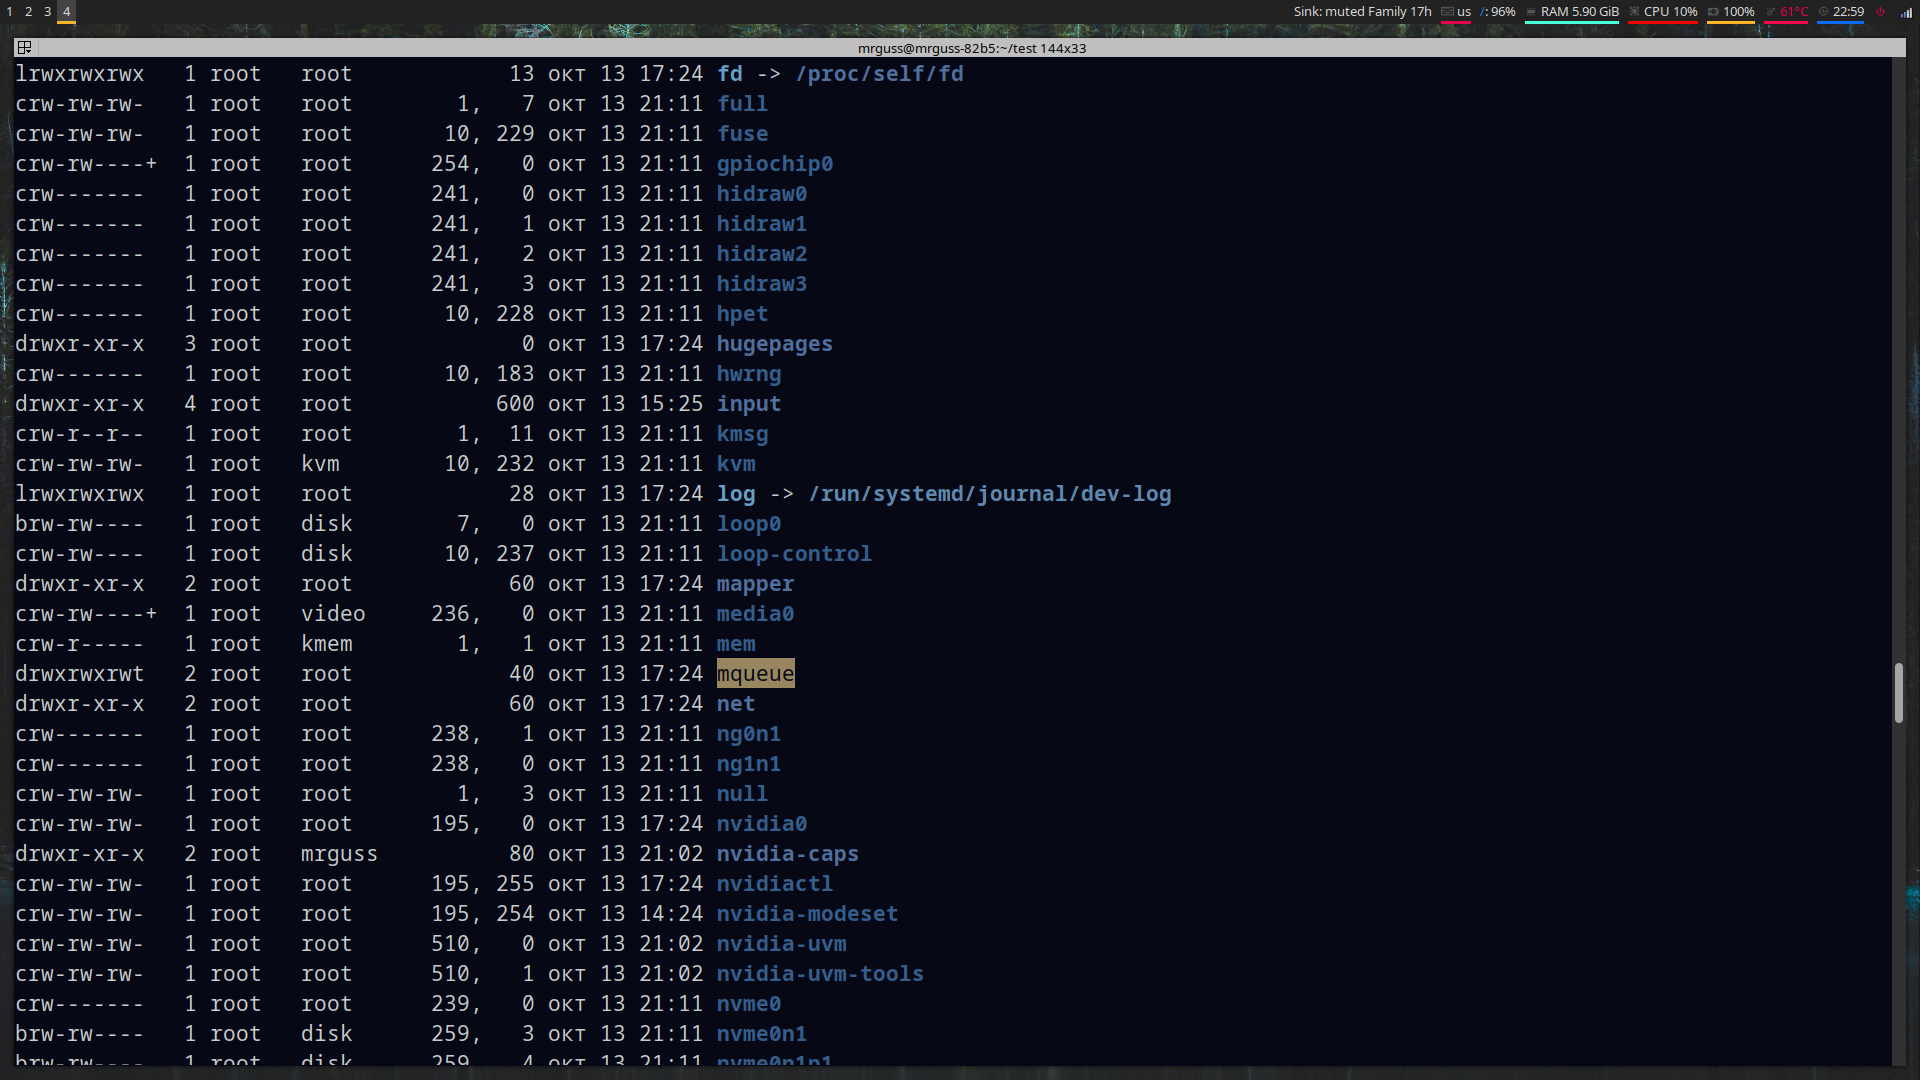 1 2 3 4 Sink: muted Family 17h us /: 96% RAM 5.90 GiB CPU 10% 100% 61°C 22:59
mrguss@mrguss-82b5:~/test 144x33
lrwxrwxrwx 1 root root 13 окт 13 17:24 fd -> /proc/self/fd
crw-rw-rw- 1 root root 1, 7 окт 13 21:11 full
crw-rw-rw- 1 root root 10, 229 окт 13 21:11 fuse
crw-rw----+ 1 root root 254, 0 окт 13 21:11 gpiochip0
crw------- 1 root root 241, 0 окт 13 21:11 hidraw0
crw------- 1 root root 241, 1 окт 13 21:11 hidraw1
crw------- 1 root root 241, 2 окт 13 21:11 hidraw2
crw------- 1 root root 241, 3 окт 13 21:11 hidraw3
crw------- 1 root root 10, 228 окт 13 21:11 hpet
drwxr-xr-x 3 root root 0 окт 13 17:24 hugepages
crw------- 1 root root 10, 183 окт 13 21:11 hwrng
drwxr-xr-x 4 root root 600 окт 13 15:25 input
crw-r--r-- 1 root root 1, 11 окт 13 21:11 kmsg
crw-rw-rw- 1 root kvm 10, 232 окт 13 21:11 kvm
lrwxrwxrwx 1 root root 28 окт 13 17:24 log -> /run/systemd/journal/dev-log
brw-rw---- 1 root disk 7, 0 окт 13 21:11 loop0
crw-rw---- 1 root disk 10, 237 окт 13 21:11 loop-control
drwxr-xr-x 2 root root 60 окт 13 17:24 mapper
crw-rw----+ 1 root video 236, 0 окт 13 21:11 media0
crw-r----- 1 root kmem 1, 1 окт 13 21:11 mem
drwxrwxrwt 2 root root 40 окт 13 17:24 mqueue
drwxr-xr-x 2 root root 60 окт 13 17:24 net
crw------- 1 root root 238, 1 окт 13 21:11 ng0n1
crw------- 1 root root 238, 0 окт 13 21:11 ng1n1
crw-rw-rw- 1 root root 1, 3 окт 13 21:11 null
crw-rw-rw- 1 root root 195, 0 окт 13 17:24 nvidia0
drwxr-xr-x 2 root mrguss 80 окт 13 21:02 nvidia-caps
crw-rw-rw- 1 root root 195, 255 окт 13 17:24 nvidiactl
crw-rw-rw- 1 root root 195, 254 окт 13 14:24 nvidia-modeset
crw-rw-rw- 1 root root 510, 0 окт 13 21:02 nvidia-uvm
crw-rw-rw- 1 root root 510, 1 окт 13 21:02 nvidia-uvm-tools
crw------- 1 root root 239, 0 окт 13 21:11 nvme0
brw-rw---- 1 root disk 259, 3 окт 13 21:11 nvme0n1
brw-rw---- 1 root disk 259, 4 окт 13 21:11 nvme0n1p1